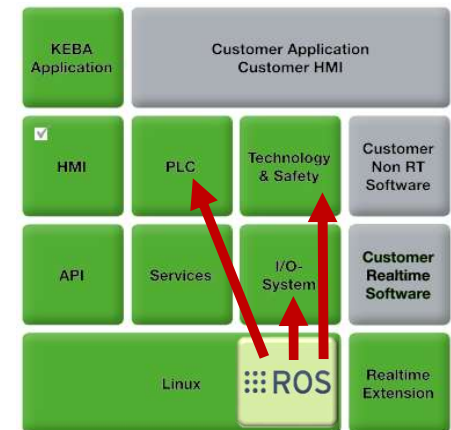 KEBA
Application
Customer Application
Customer HMI
HMI
PLC
Technology
& Safety
Customer
Non RT
Software
API
Services
I/O-
System
Customer
Realtime
Software
Linux
ROS
Realtime
Extension